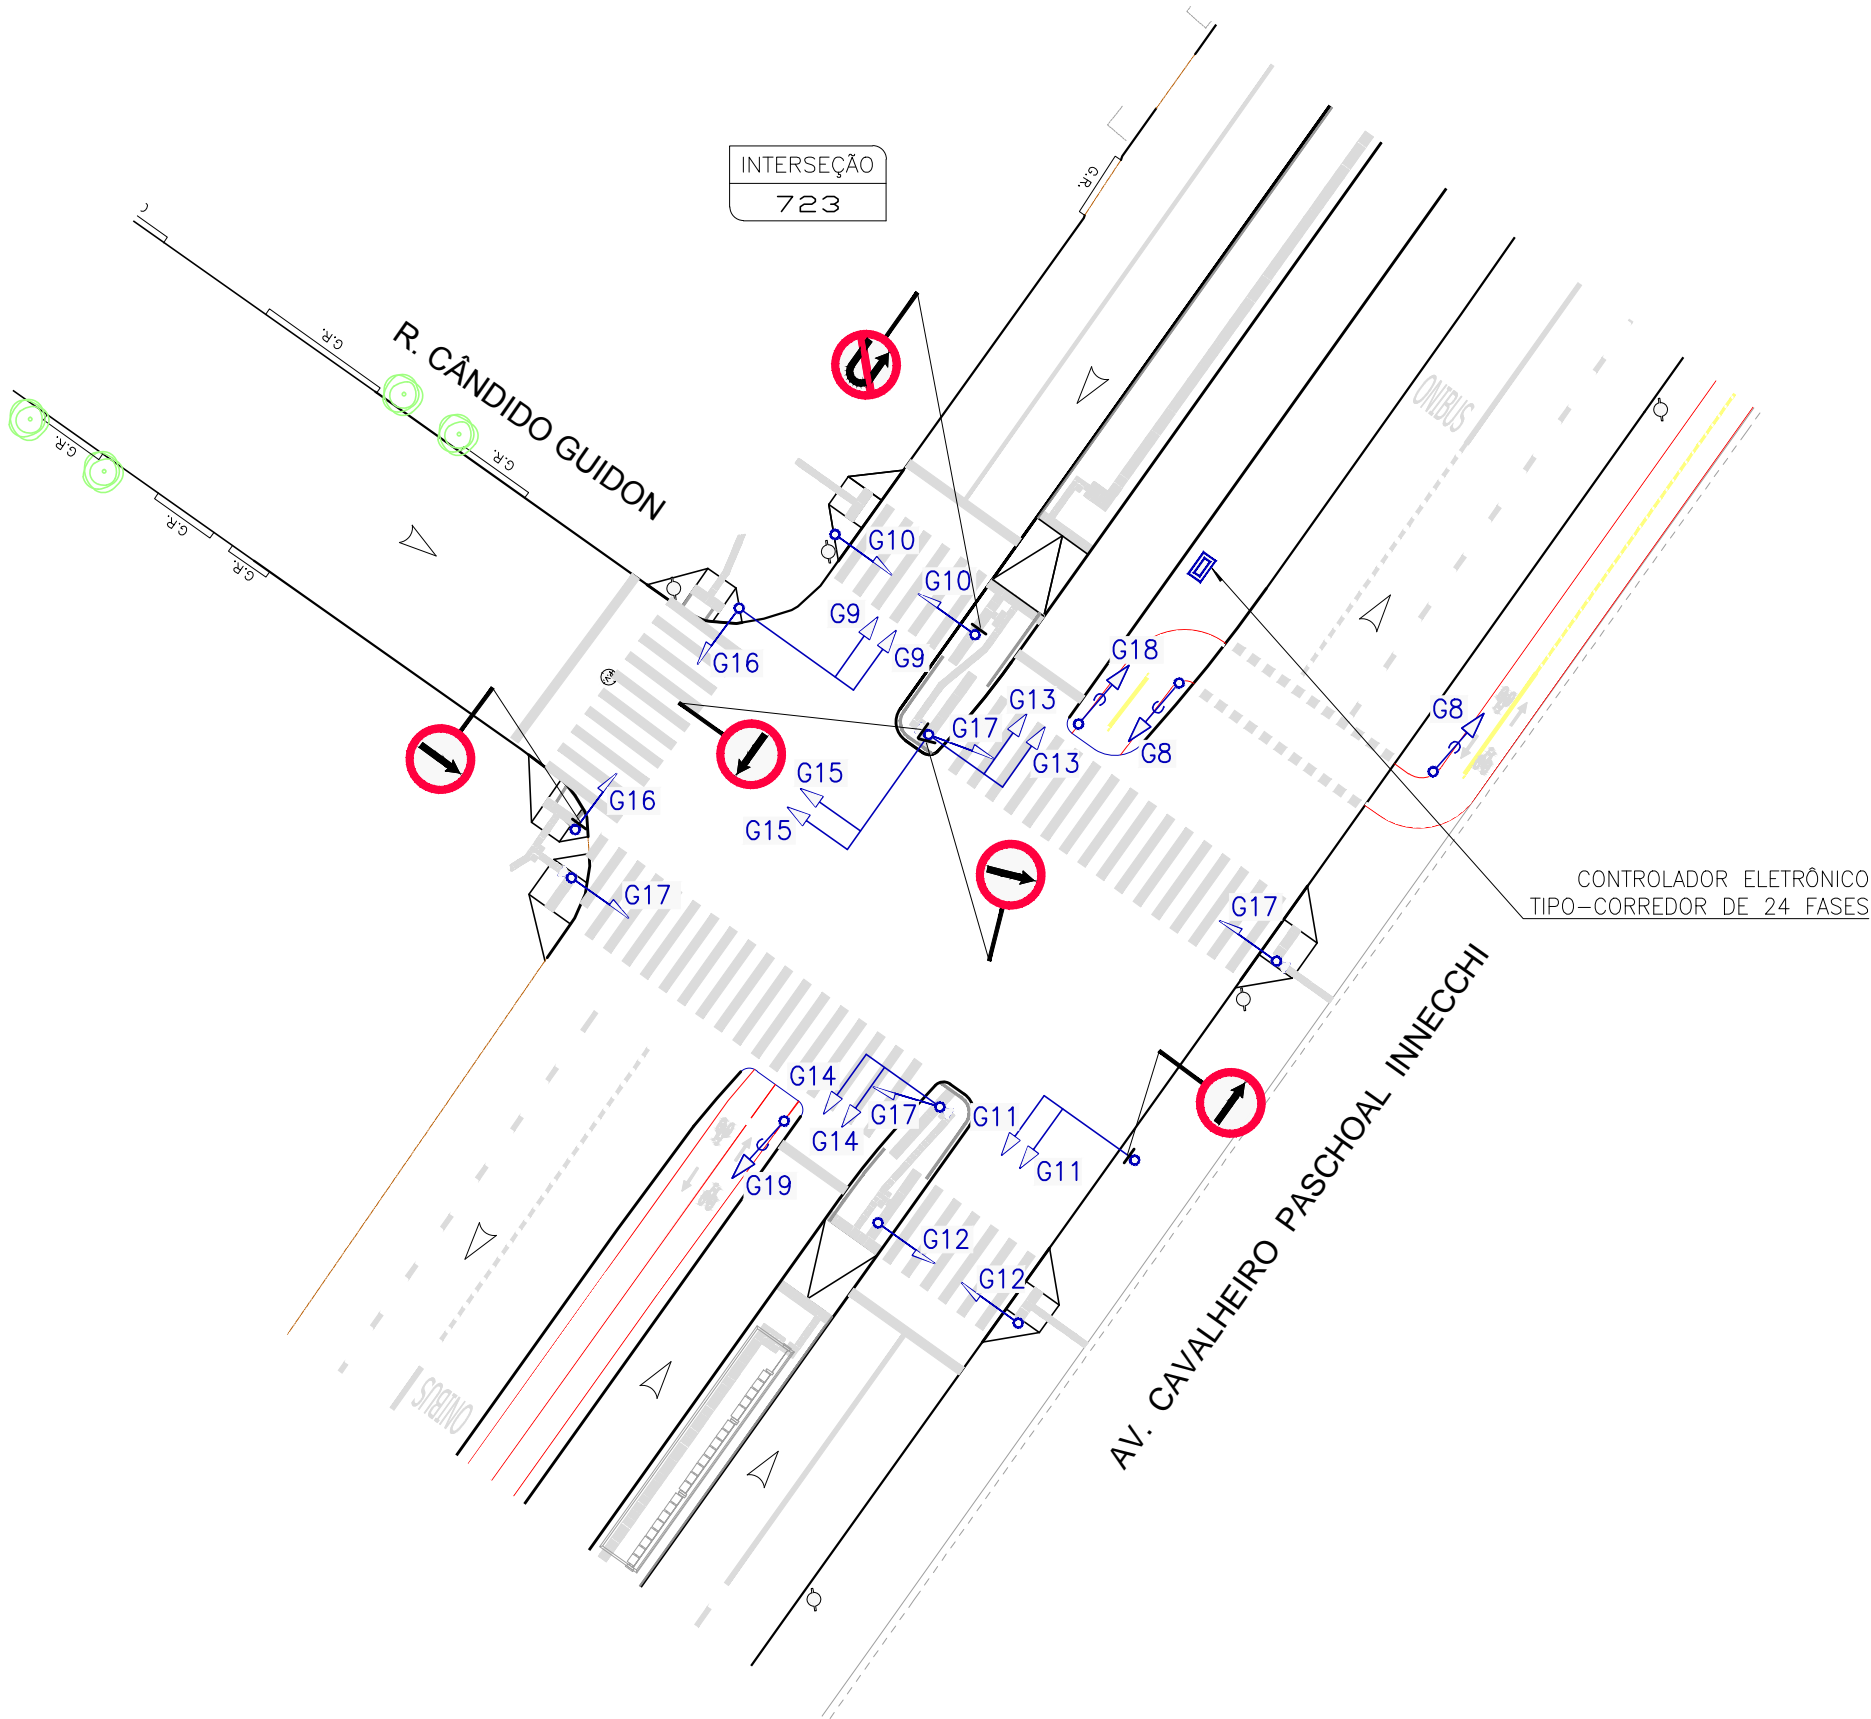 INTERSEÇÃO
723
G.R.
G.R.
R. CÂNDIDO GUIDON
ONIBUS
G.R.
G.R.
G.R.
G.R.
G10
G10
G9
G9
G16
G18
G13
G17
G13
G8
G8
G15
G15
G16
G17
G17
CONTROLADOR ELETRÔNICO
TIPO-CORREDOR DE 24 FASES
AV. CAVALHEIRO PASCHOAL INNECCHI
G14
G17
G14
G11
G11
G19
G12
G12
ONIBUS